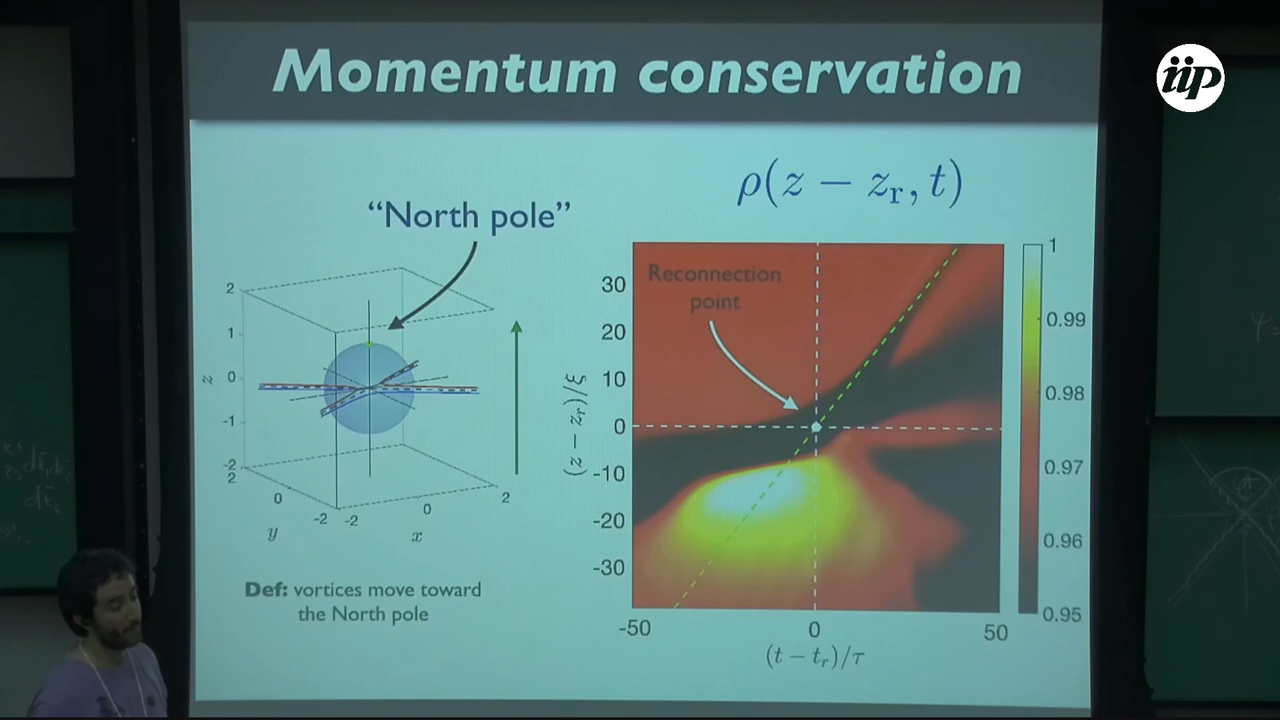 Momentum conservation
iip
ρ(z − z_r, t)
“North pole”
Reconnection
point
2
1
0
-1
-2
z
2
0
-2
y
-2
0
2
x
Def: vortices move toward
the North pole
30
20
10
0
-10
-20
-30
(z − z_r)/ξ
-50
0
50
(t − t_r)/τ
1
0.99
0.98
0.97
0.96
0.95